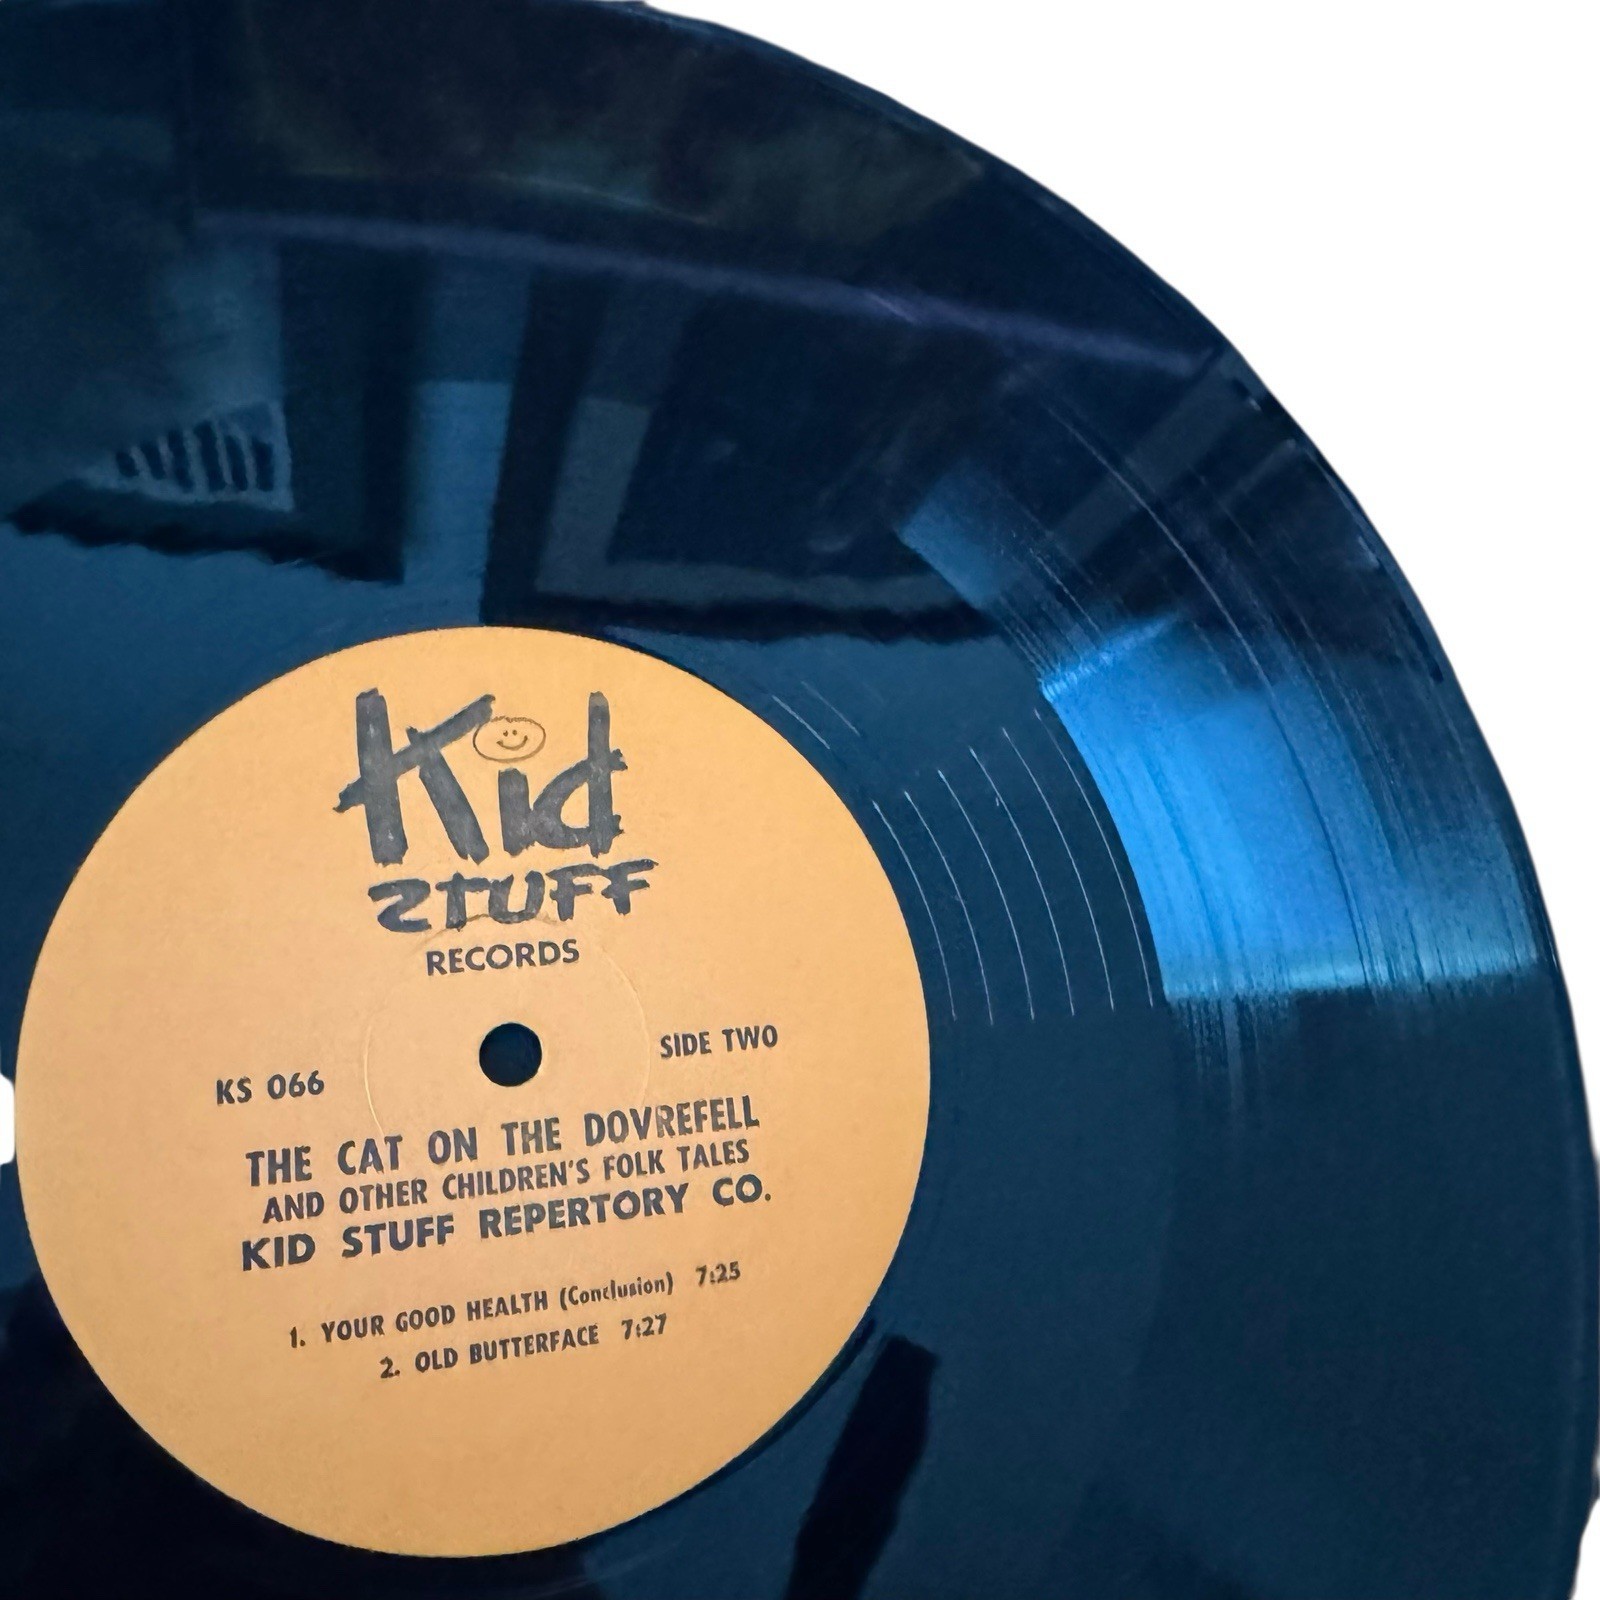 Kid
STUFF
RECORDS
SIDE TWO
KS 066
THE CAT ON THE DOVREFELL
AND OTHER CHILDREN'S FOLK TALES
KID STUFF REPERTORY CO.
1. YOUR GOOD HEALTH (Conclusion) 7:25
2. OLD BUTTERFACE 7:27